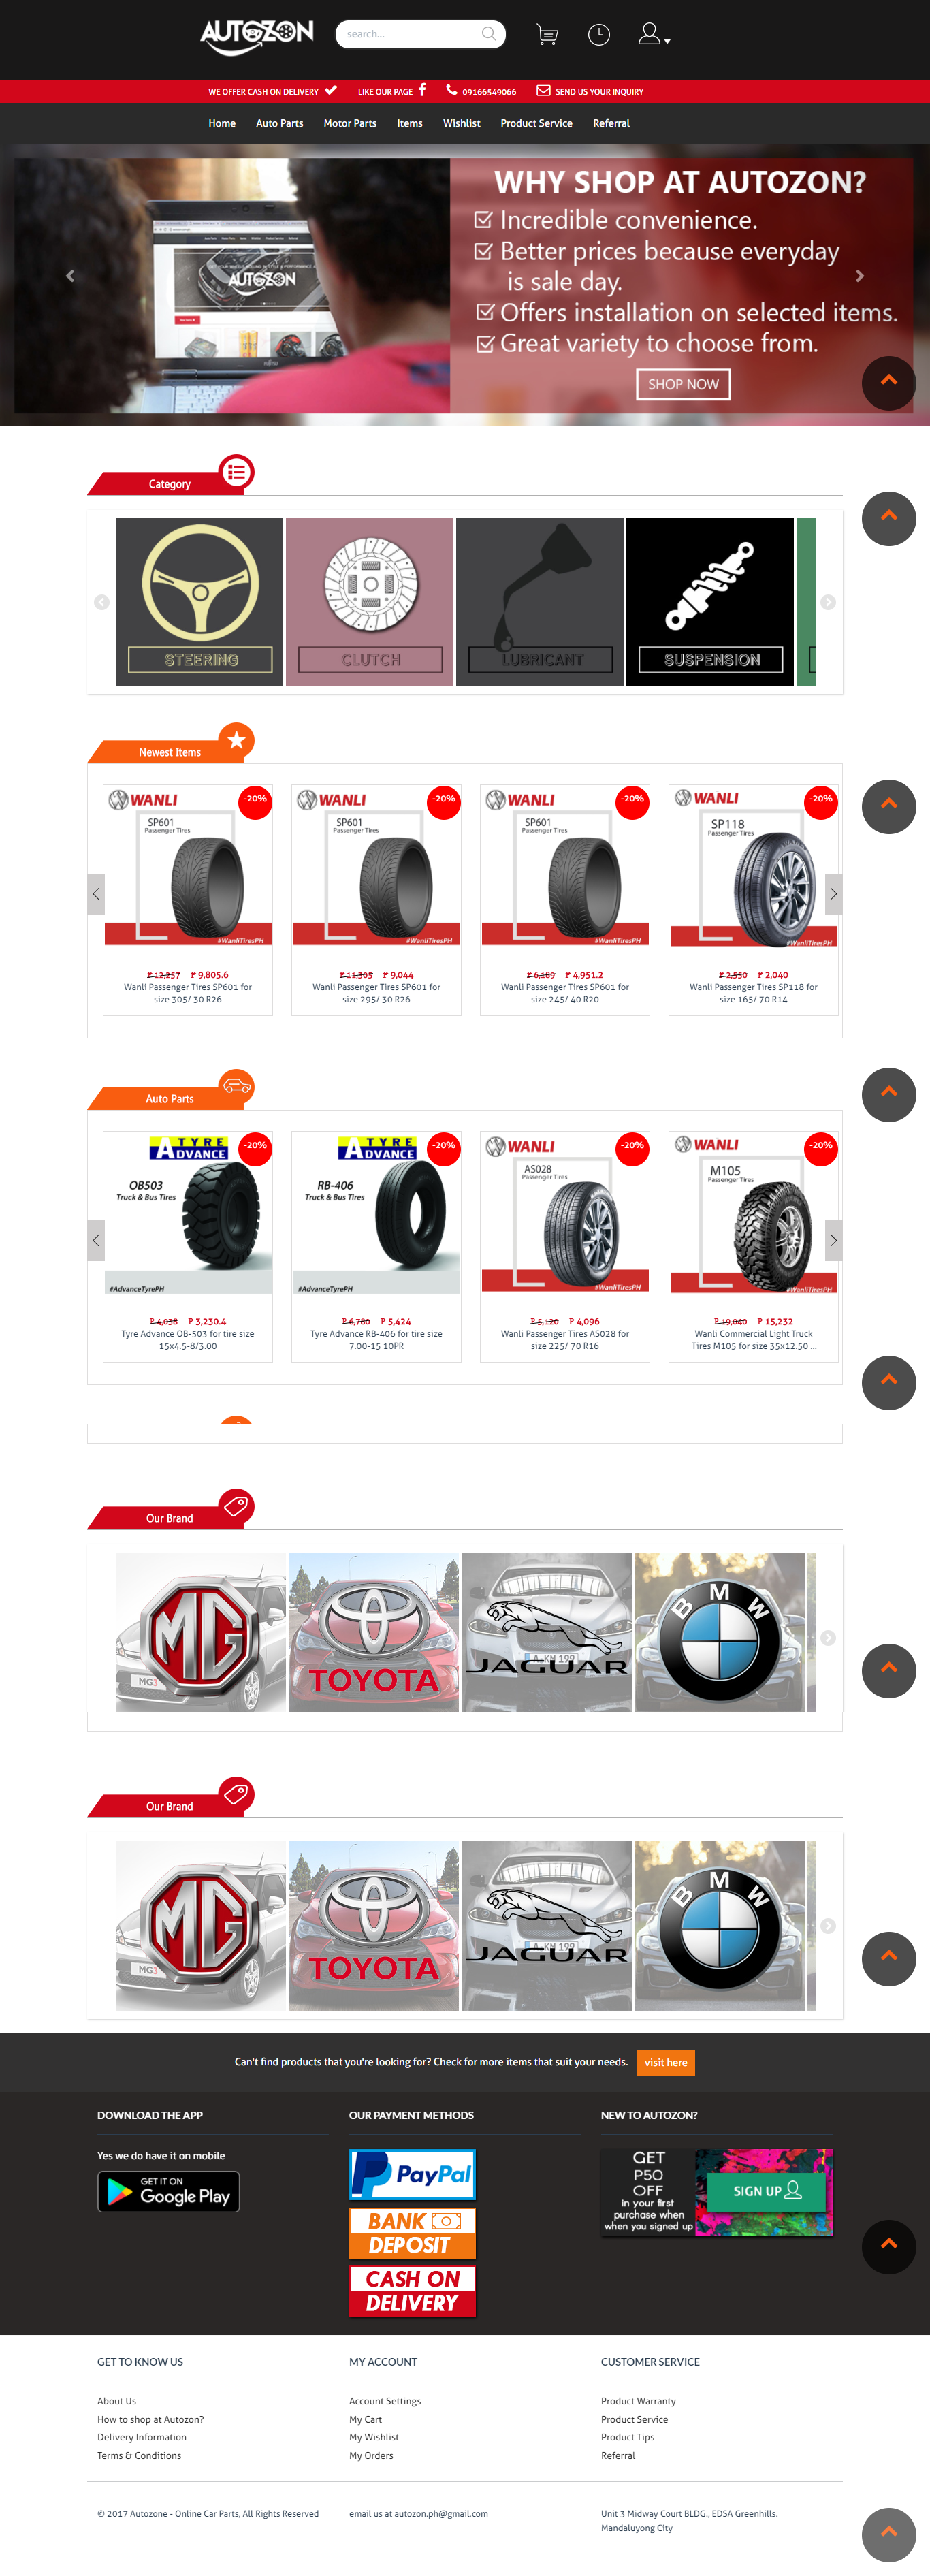 AUTOZON
search...
WE OFFER CASH ON DELIVERY
LIKE OUR PAGE
09166549066
SEND US YOUR INQUIRY
Home
Auto Parts
Motor Parts
Items
Wishlist
Product Service
Referral
AUTOZON
WHY SHOP AT AUTOZON?
Incredible convenience.
Better prices because everyday
is sale day.
Offers installation on selected items.
Great variety to choose from.
SHOP NOW
Category
STEERING
CLUTCH
LUBRICANT
SUSPENSION
Newest Items
WANLI
-20%
SP601
Passenger Tires
#WanliTiresPH
₱ 12,257 ₱ 9,805.6
Wanli Passenger Tires SP601 for
size 305/ 30 R26
WANLI
-20%
SP601
Passenger Tires
#WanliTiresPH
₱ 11,305 ₱ 9,044
Wanli Passenger Tires SP601 for
size 295/ 30 R26
WANLI
-20%
SP601
Passenger Tires
#WanliTiresPH
₱ 6,189 ₱ 4,951.2
Wanli Passenger Tires SP601 for
size 245/ 40 R20
WANLI
-20%
SP118
Passenger Tires
#WanliTiresPH
₱ 2,550 ₱ 2,040
Wanli Passenger Tires SP118 for
size 165/ 70 R14
Auto Parts
TYRE
ADVANCE
-20%
OB503
Truck & Bus Tires
#AdvanceTyrePH
₱ 4,038 ₱ 3,230.4
Tyre Advance OB-503 for tire size
15x4.5-8/3.00
TYRE
ADVANCE
-20%
RB-406
Truck & Bus Tires
#AdvanceTyrePH
₱ 6,780 ₱ 5,424
Tyre Advance RB-406 for tire size
7.00-15 10PR
WANLI
-20%
AS028
Passenger Tires
#WanliTiresPH
₱ 5,120 ₱ 4,096
Wanli Passenger Tires AS028 for
size 225/ 70 R16
WANLI
-20%
M105
Passenger Tires
#WanliTiresPH
₱ 19,040 ₱ 15,232
Wanli Commercial Light Truck
Tires M105 for size 35x12.50 ...
Our Brand
MG
MG3
TOYOTA
JAGUAR
A·KM 199
BMW
Our Brand
MG
MG3
TOYOTA
JAGUAR
A·KM 199
BMW
Can't find products that you're looking for? Check for more items that suit your needs.
visit here
DOWNLOAD THE APP
Yes we do have it on mobile
GET IT ON
Google Play
OUR PAYMENT METHODS
PayPal
BANK
DEPOSIT
CASH ON
DELIVERY
NEW TO AUTOZON?
GET
P50
OFF
in your first
purchase when
when you signed up
SIGN UP
GET TO KNOW US
About Us
How to shop at Autozon?
Delivery Information
Terms & Conditions
MY ACCOUNT
Account Settings
My Cart
My Wishlist
My Orders
CUSTOMER SERVICE
Product Warranty
Product Service
Product Tips
Referral
© 2017 Autozone - Online Car Parts, All Rights Reserved
email us at autozon.ph@gmail.com
Unit 3 Midway Court BLDG., EDSA Greenhills.
Mandaluyong City